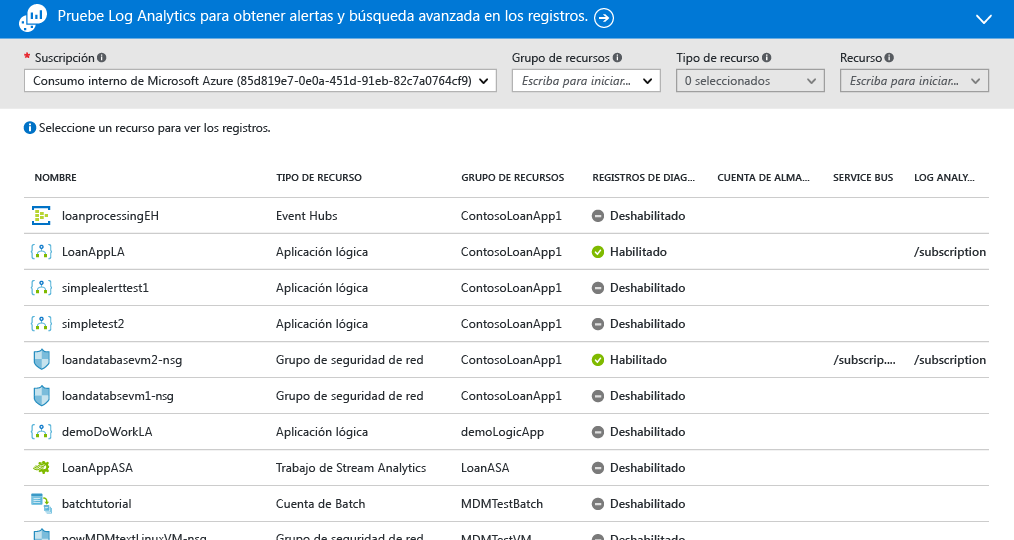 Pruebe Log Analytics para obtener alertas y búsqueda avanzada en los registros.
* Suscripción Grupo de recursos Tipo de recurso Recurso
Consumo interno de Microsoft Azure (85d819e7-0e0a-451d-91eb-82c7a0764cf9) Escriba para iniciar... 0 seleccionados Escriba para iniciar...
Seleccione un recurso para ver los registros.
NOMBRE TIPO DE RECURSO GRUPO DE RECURSOS REGISTROS DE DIAG... CUENTA DE ALMA... SERVICE BUS LOG ANALY...
loanprocessingEH Event Hubs ContosoLoanApp1 Deshabilitado
LoanAppLA Aplicación lógica ContosoLoanApp1 Habilitado /subscription
simplealerttest1 Aplicación lógica ContosoLoanApp1 Deshabilitado
simpletest2 Aplicación lógica ContosoLoanApp1 Deshabilitado
loandatabasevm2-nsg Grupo de seguridad de red ContosoLoanApp1 Habilitado /subscrip.... /subscription
loandatabsevm1-nsg Grupo de seguridad de red ContosoLoanApp1 Deshabilitado
demoDoWorkLA Aplicación lógica demoLogicApp Deshabilitado
LoanAppASA Trabajo de Stream Analytics LoanASA Deshabilitado
batchtutorial Cuenta de Batch MDMTestBatch Deshabilitado
nowMDMtextLinuxVM-nsg Grupo de seguridad de red MDMTestVM Deshabilitado